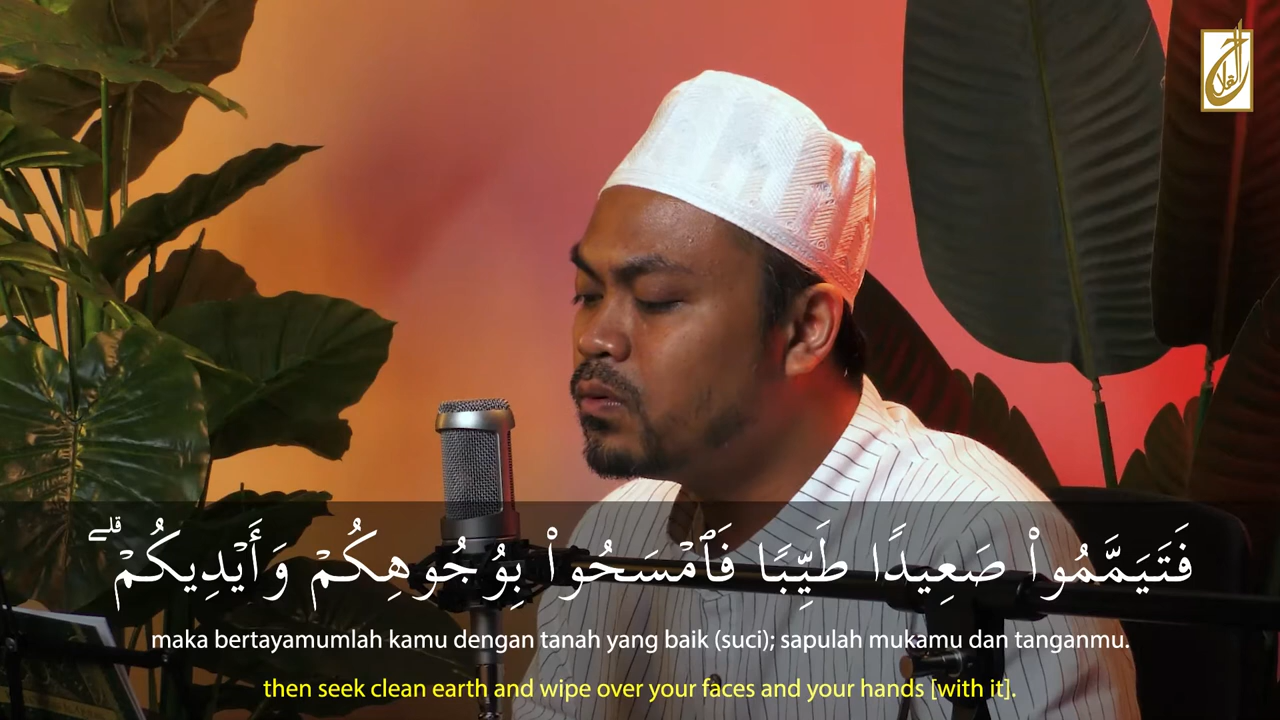 فَتَيَمَّمُوا۟ صَعِيدًا طَيِّبًا فَٱمْسَحُوا۟ بِوُجُوهِكُمْ وَأَيْدِيكُمْ ۗ
maka bertayamumlah kamu dengan tanah yang baik (suci); sapulah mukamu dan tanganmu.
then seek clean earth and wipe over your faces and your hands [with it].